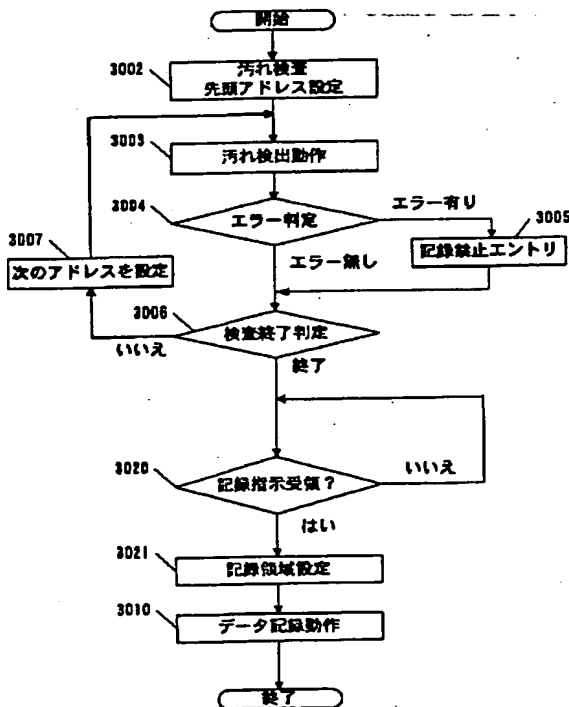 開始
3002
汚れ検査
先頭アドレス設定
3003
汚れ検出動作
3004
エラー判定
エラー有り
3005
記録禁止エントリ
エラー無し
3007
次のアドレスを設定
3006
検査終了判定
いいえ
終了
3020
記録指示受領?
いいえ
はい
3021
記録領域設定
3010
データ記録動作
終了